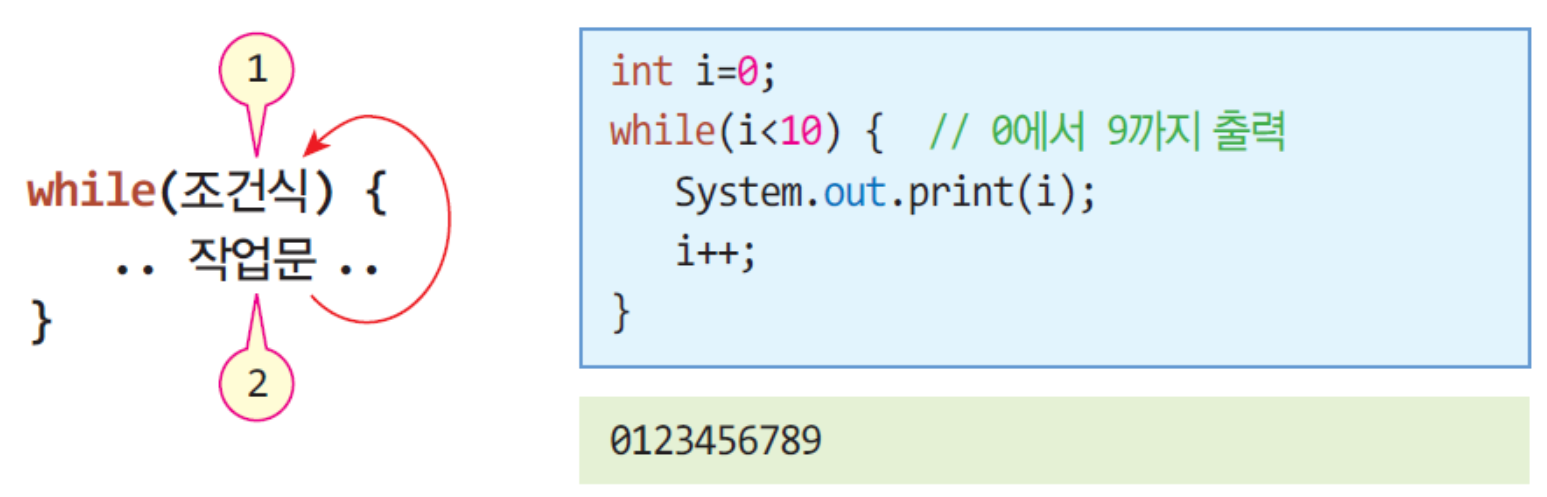 1
while(조건식) {
.. 작업문 ..
}
2
int i=0;
while(i<10) { // 0에서 9까지 출력
System.out.print(i);
i++;
}
0123456789